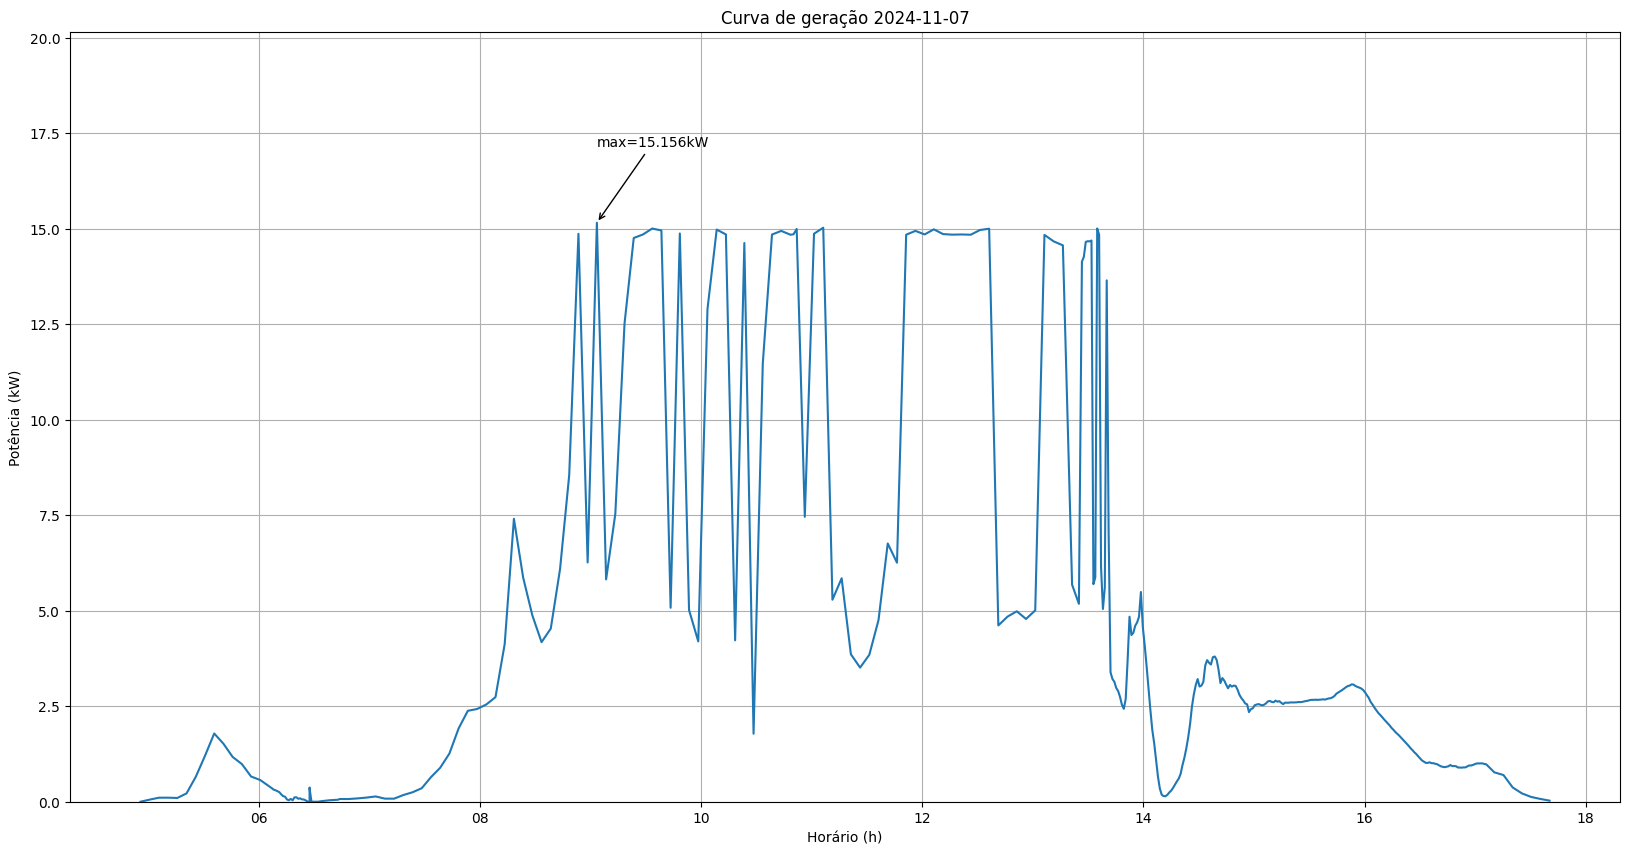 Curva de geração 2024-11-07
20.0
17.5
max=15.156kW
15.0
12.5
10.0
7.5
5.0
2.5
0.0
Potência (kW)
06 08 10 12 14 16 18
Horário (h)